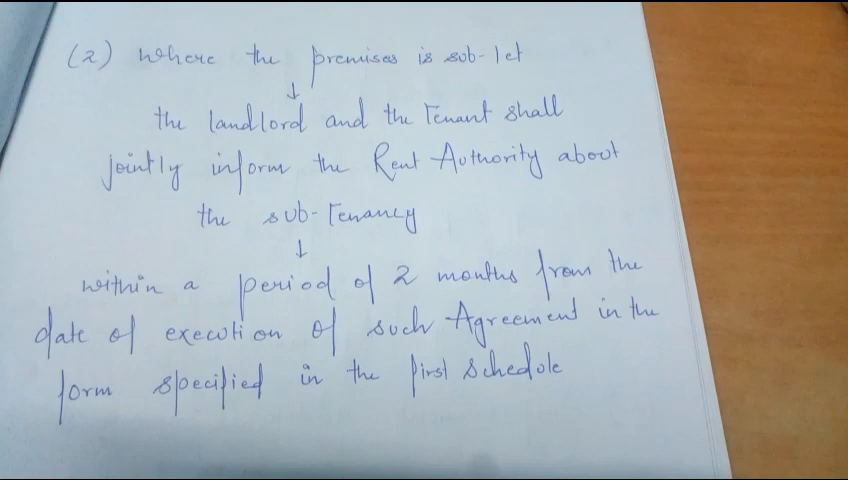 (2) where the premises is sub-let
↓
the landlord and the Tenant shall
jointly inform the Rent Authority about
the sub-Tenancy
↓
within a period of 2 months from the
date of execution of such Agreement in the
form specified in the first Schedule